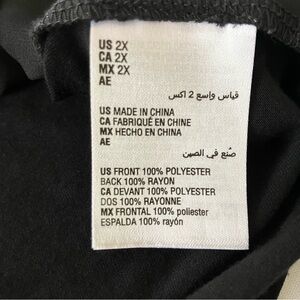 US 2X
CA 2X
MX 2X
AE
قياس واسع 2 اكس
US MADE IN CHINA
CA FABRIQUÉ EN CHINE
MX HECHO EN CHINA
AE
صُنع في الصين
US FRONT 100% POLYESTER
BACK 100% RAYON
CA DEVANT 100% POLYESTER
DOS 100% RAYONNE
MX FRONTAL 100% poliester
ESPALDA 100% rayón